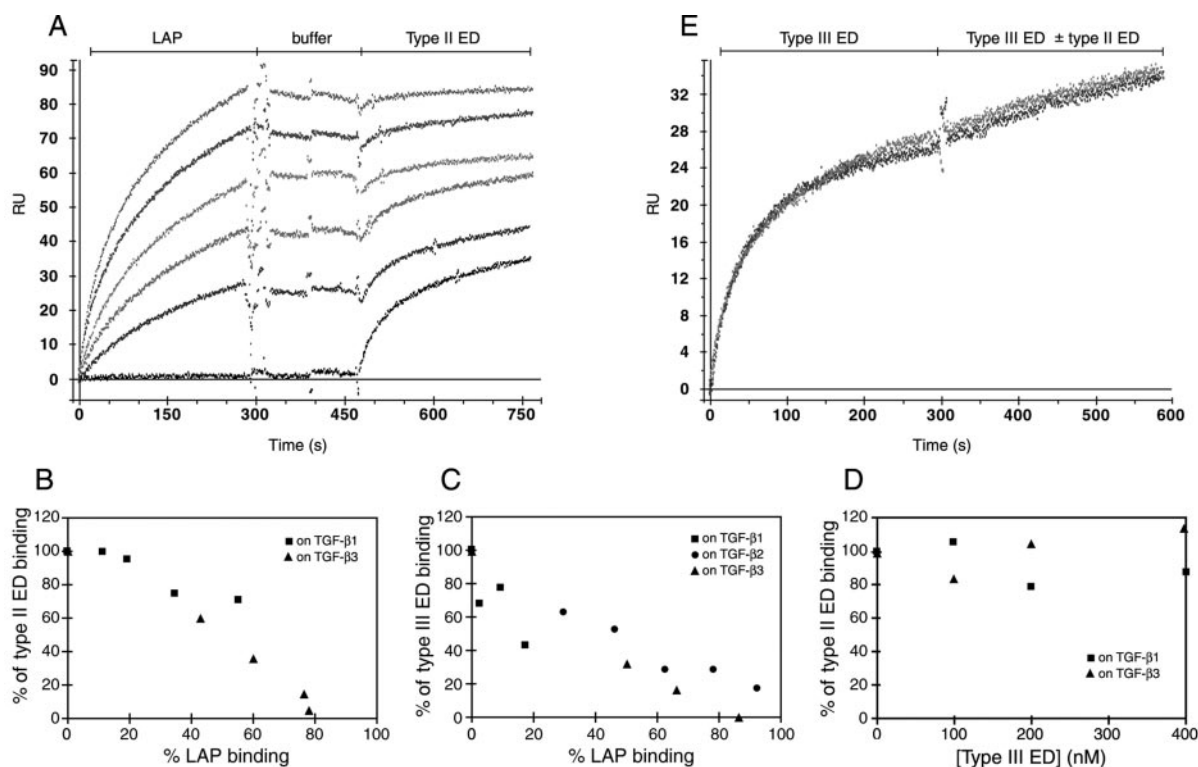 A
LAP buffer Type II ED
90
80
70
60
50
40
30
20
10
0
RU
0 150 300 450 600 750
Time (s)
E
Type III ED Type III ED ± type II ED
32
28
24
20
16
12
8
4
0
RU
0 100 200 300 400 500 600
Time (s)
B
120
100
80
60
40
20
0
% of type II ED binding
■ on TGF-β1
▲ on TGF-β3
0 20 40 60 80 100
% LAP binding
C
120
100
80
60
40
20
0
% of type III ED binding
■ on TGF-β1
● on TGF-β2
▲ on TGF-β3
0 20 40 60 80 100
% LAP binding
D
120
100
80
60
40
20
0
% of type II ED binding
■ on TGF-β1
▲ on TGF-β3
0 100 200 300 400
[Type III ED] (nM)